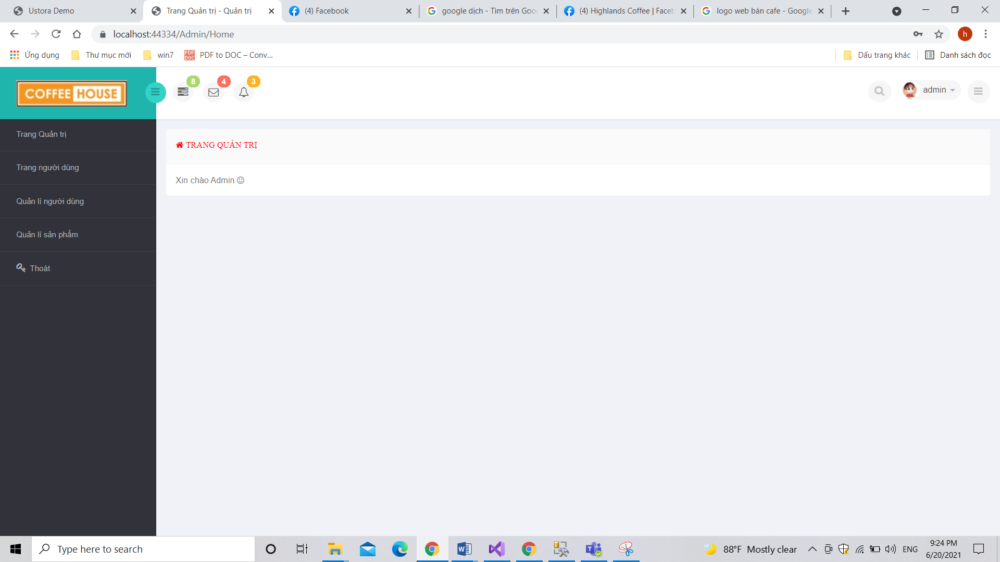 Ustora Demo
Trang Quản trị - Quản trị
(4) Facebook
google dịch - Tìm trên Goo
(4) Highlands Coffee | Faceb
logo web bán cafe - Google
localhost:44334/Admin/Home
h
Ứng dụng
Thư mục mới
win7
PDF DOC
PDF to DOC – Conv...
Dấu trang khác
Danh sách đọc
COFFEE HOUSE
8
4
3
admin
Trang Quản trị
Trang người dùng
Quản lí người dùng
Quản lí sản phẩm
Thoát
TRANG QUẢN TRỊ
Xin chào Admin
Type here to search
88°F Mostly clear
ENG
9:24 PM
6/20/2021